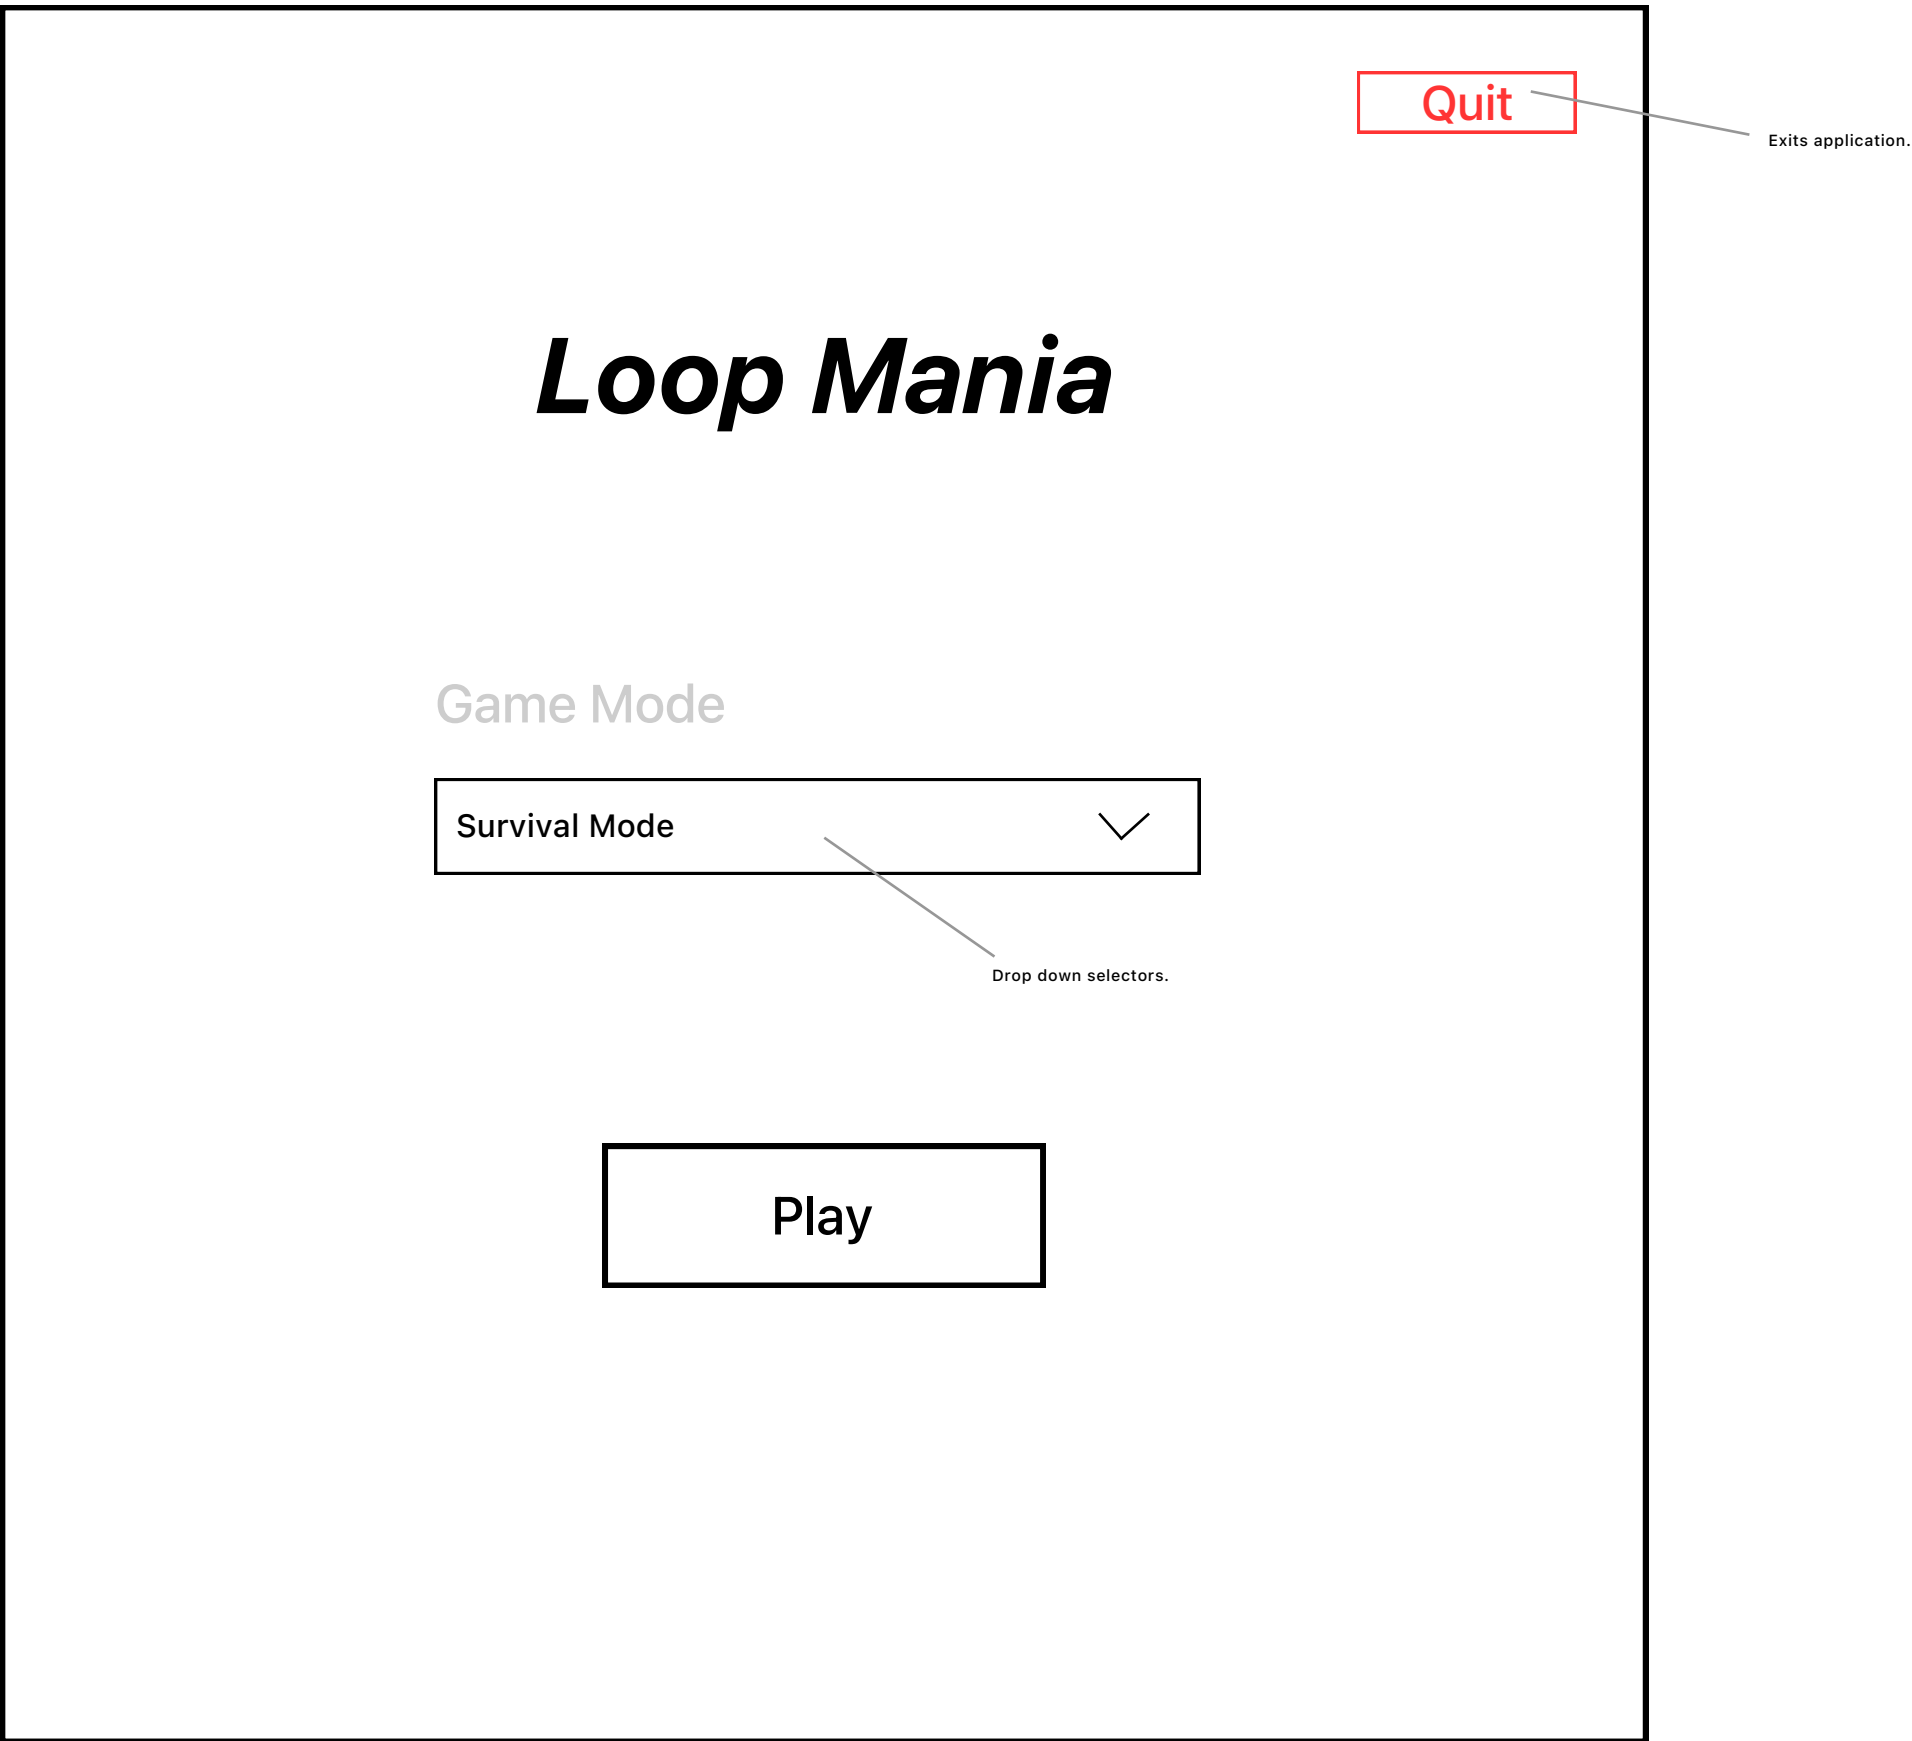 Quit
Exits application.
Loop Mania
Game Mode
Survival Mode
Drop down selectors.
Play